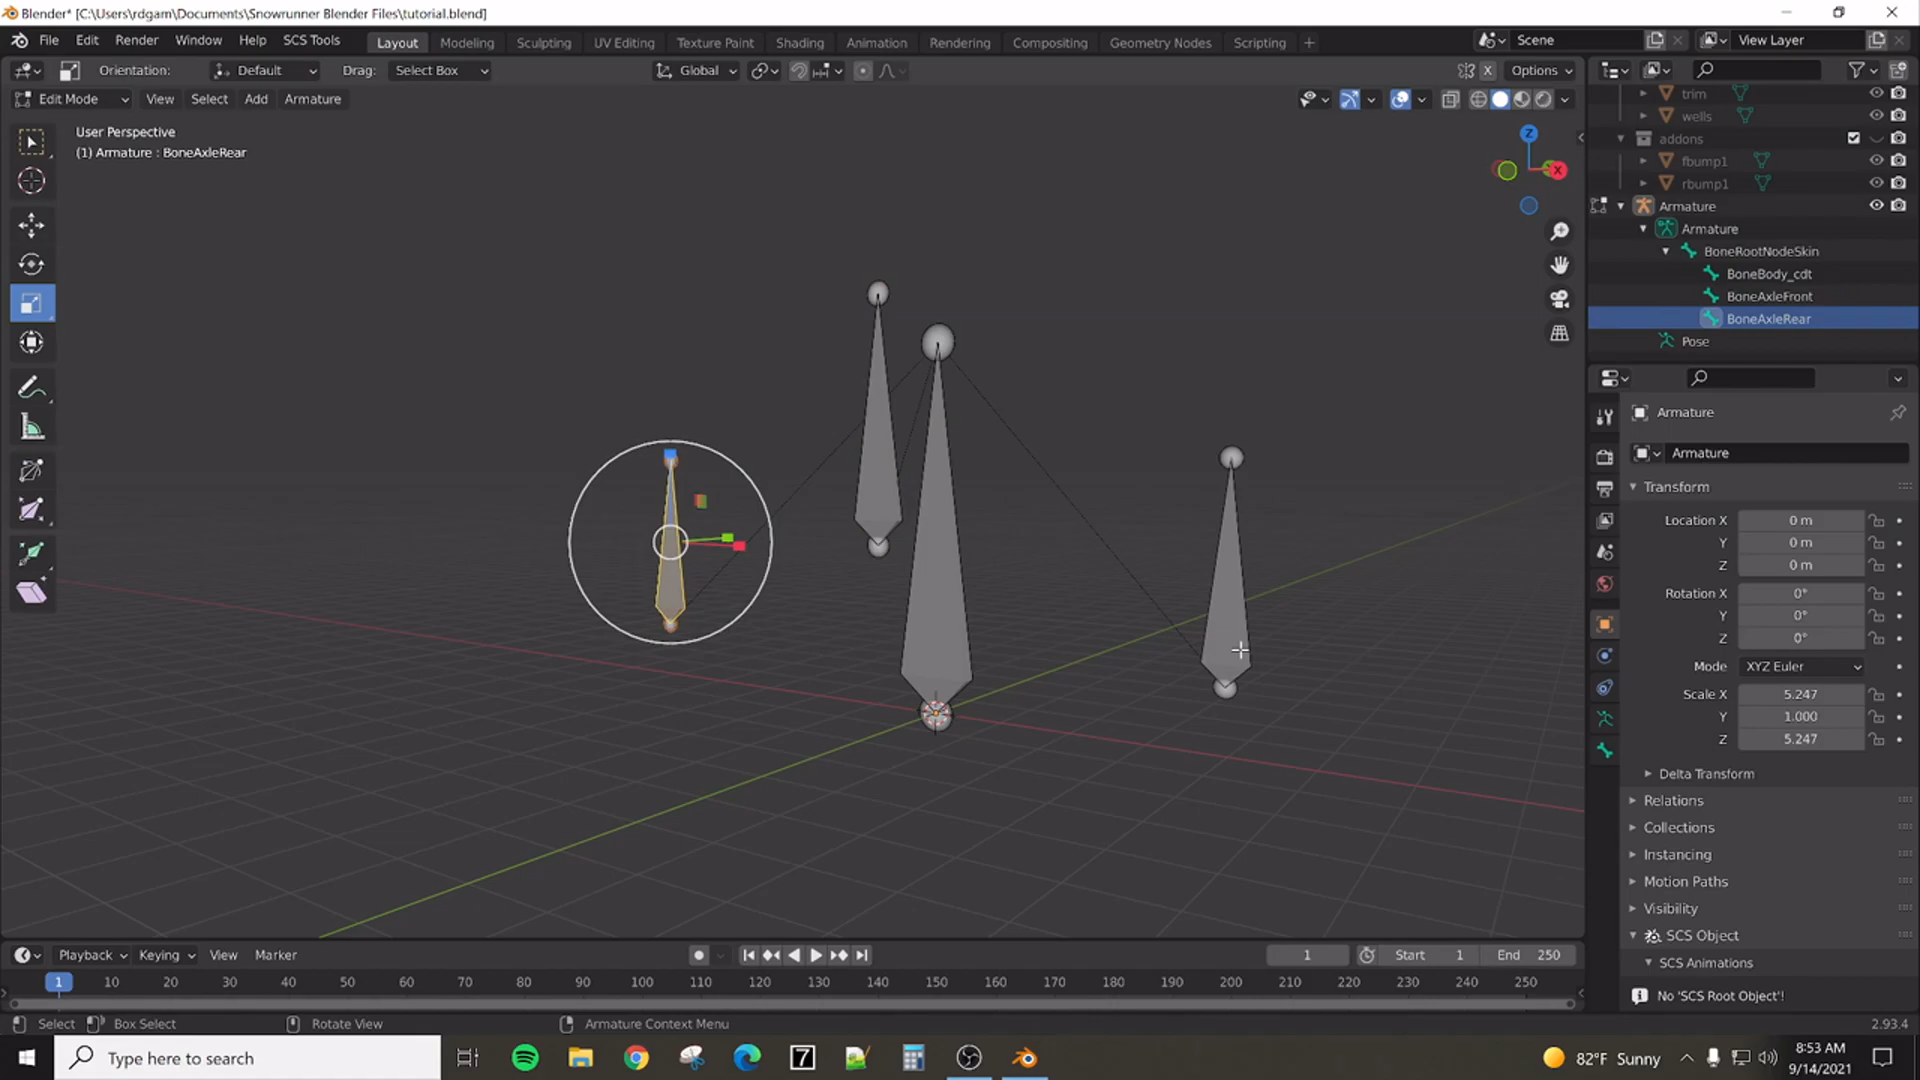 Blender* [C:\Users\rdgam\Documents\Snowrunner Blender Files\tutorial.blend]
File Edit Render Window Help SCS Tools Layout Modeling Sculpting UV Editing Texture Paint Shading Animation Rendering Compositing Geometry Nodes Scripting + Scene View Layer
Orientation: Default Drag: Select Box Global Options
Edit Mode View Select Add Armature
User Perspective
(1) Armature : BoneAxleRear
Z
X
trim
wells
addons
fbump1
rbump1
Armature
Armature
BoneRootNodeSkin
BoneBody_cdt
BoneAxleFront
BoneAxleRear
Pose
Armature
Armature
Transform
Location X 0 m
Y 0 m
Z 0 m
Rotation X 0°
Y 0°
Z 0°
Mode XYZ Euler
Scale X 5.247
Y 1.000
Z 5.247
Delta Transform
Relations
Collections
Instancing
Motion Paths
Visibility
SCS Object
SCS Animations
No 'SCS Root Object'!
Playback Keying View Marker 1 Start 1 End 250
1 10 20 30 40 50 60 70 80 90 100 110 120 130 140 150 160 170 180 190 200 210 220 230 240 250
Select Box Select Rotate View Armature Context Menu 2.93.4
Type here to search 7 82°F Sunny 8:53 AM
9/14/2021